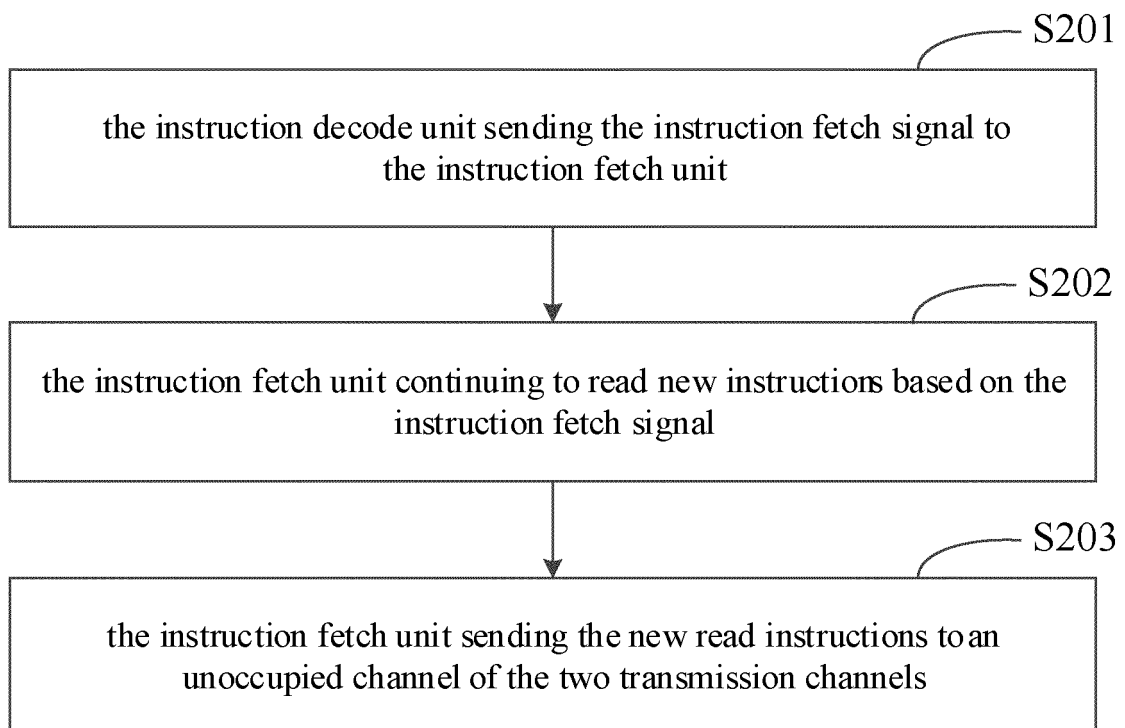 S201
the instruction decode unit sending the instruction fetch signal to
the instruction fetch unit
S202
the instruction fetch unit continuing to read new instructions based on the
instruction fetch signal
S203
the instruction fetch unit sending the new read instructions to an
unoccupied channel of the two transmission channels